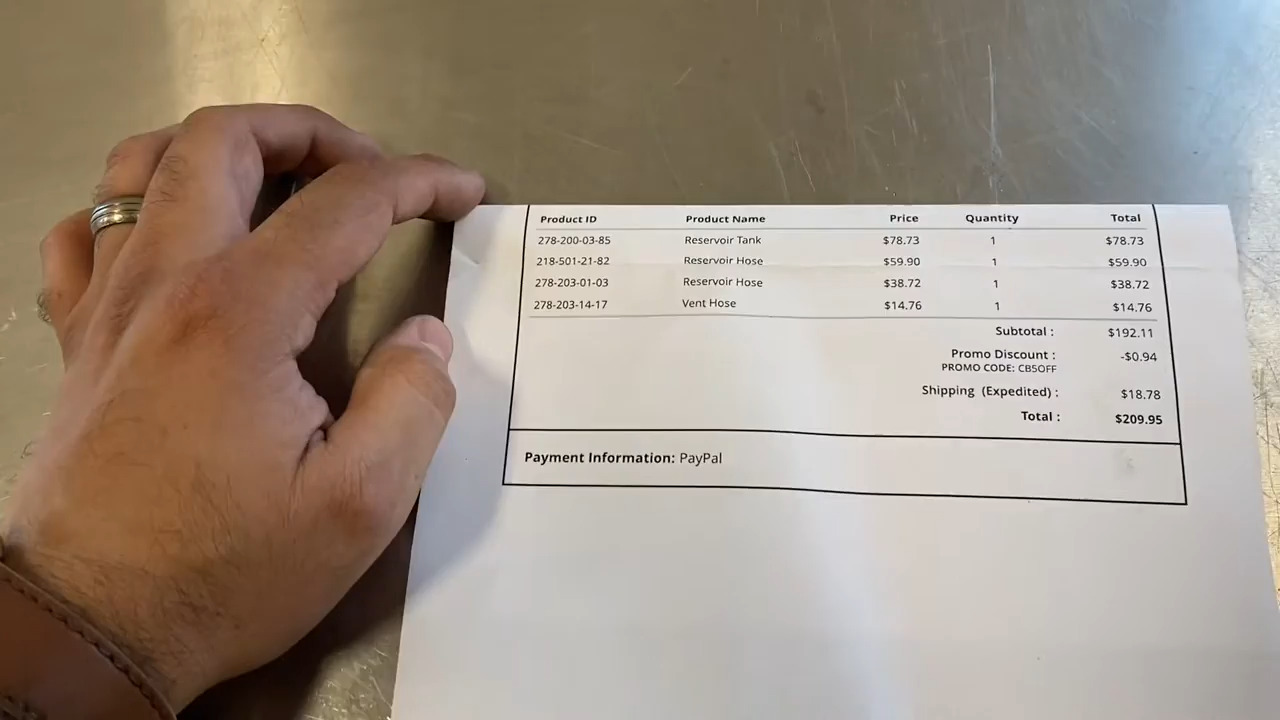 Product ID Product Name Price Quantity Total
278-200-03-85 Reservoir Tank $78.73 1 $78.73
218-501-21-82 Reservoir Hose $59.90 1 $59.90
278-203-01-03 Reservoir Hose $38.72 1 $38.72
278-203-14-17 Vent Hose $14.76 1 $14.76
Subtotal : $192.11
Promo Discount : -$0.94
PROMO CODE: CB5OFF
Shipping (Expedited) : $18.78
Total : $209.95
Payment Information: PayPal